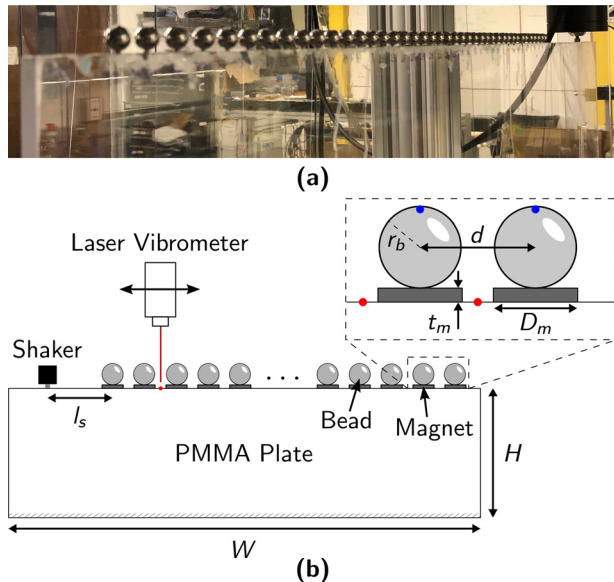 (a)
Laser Vibrometer
r_b
d
t_m
D_m
Shaker
l_s
...
Bead
Magnet
PMMA Plate
H
W
(b)